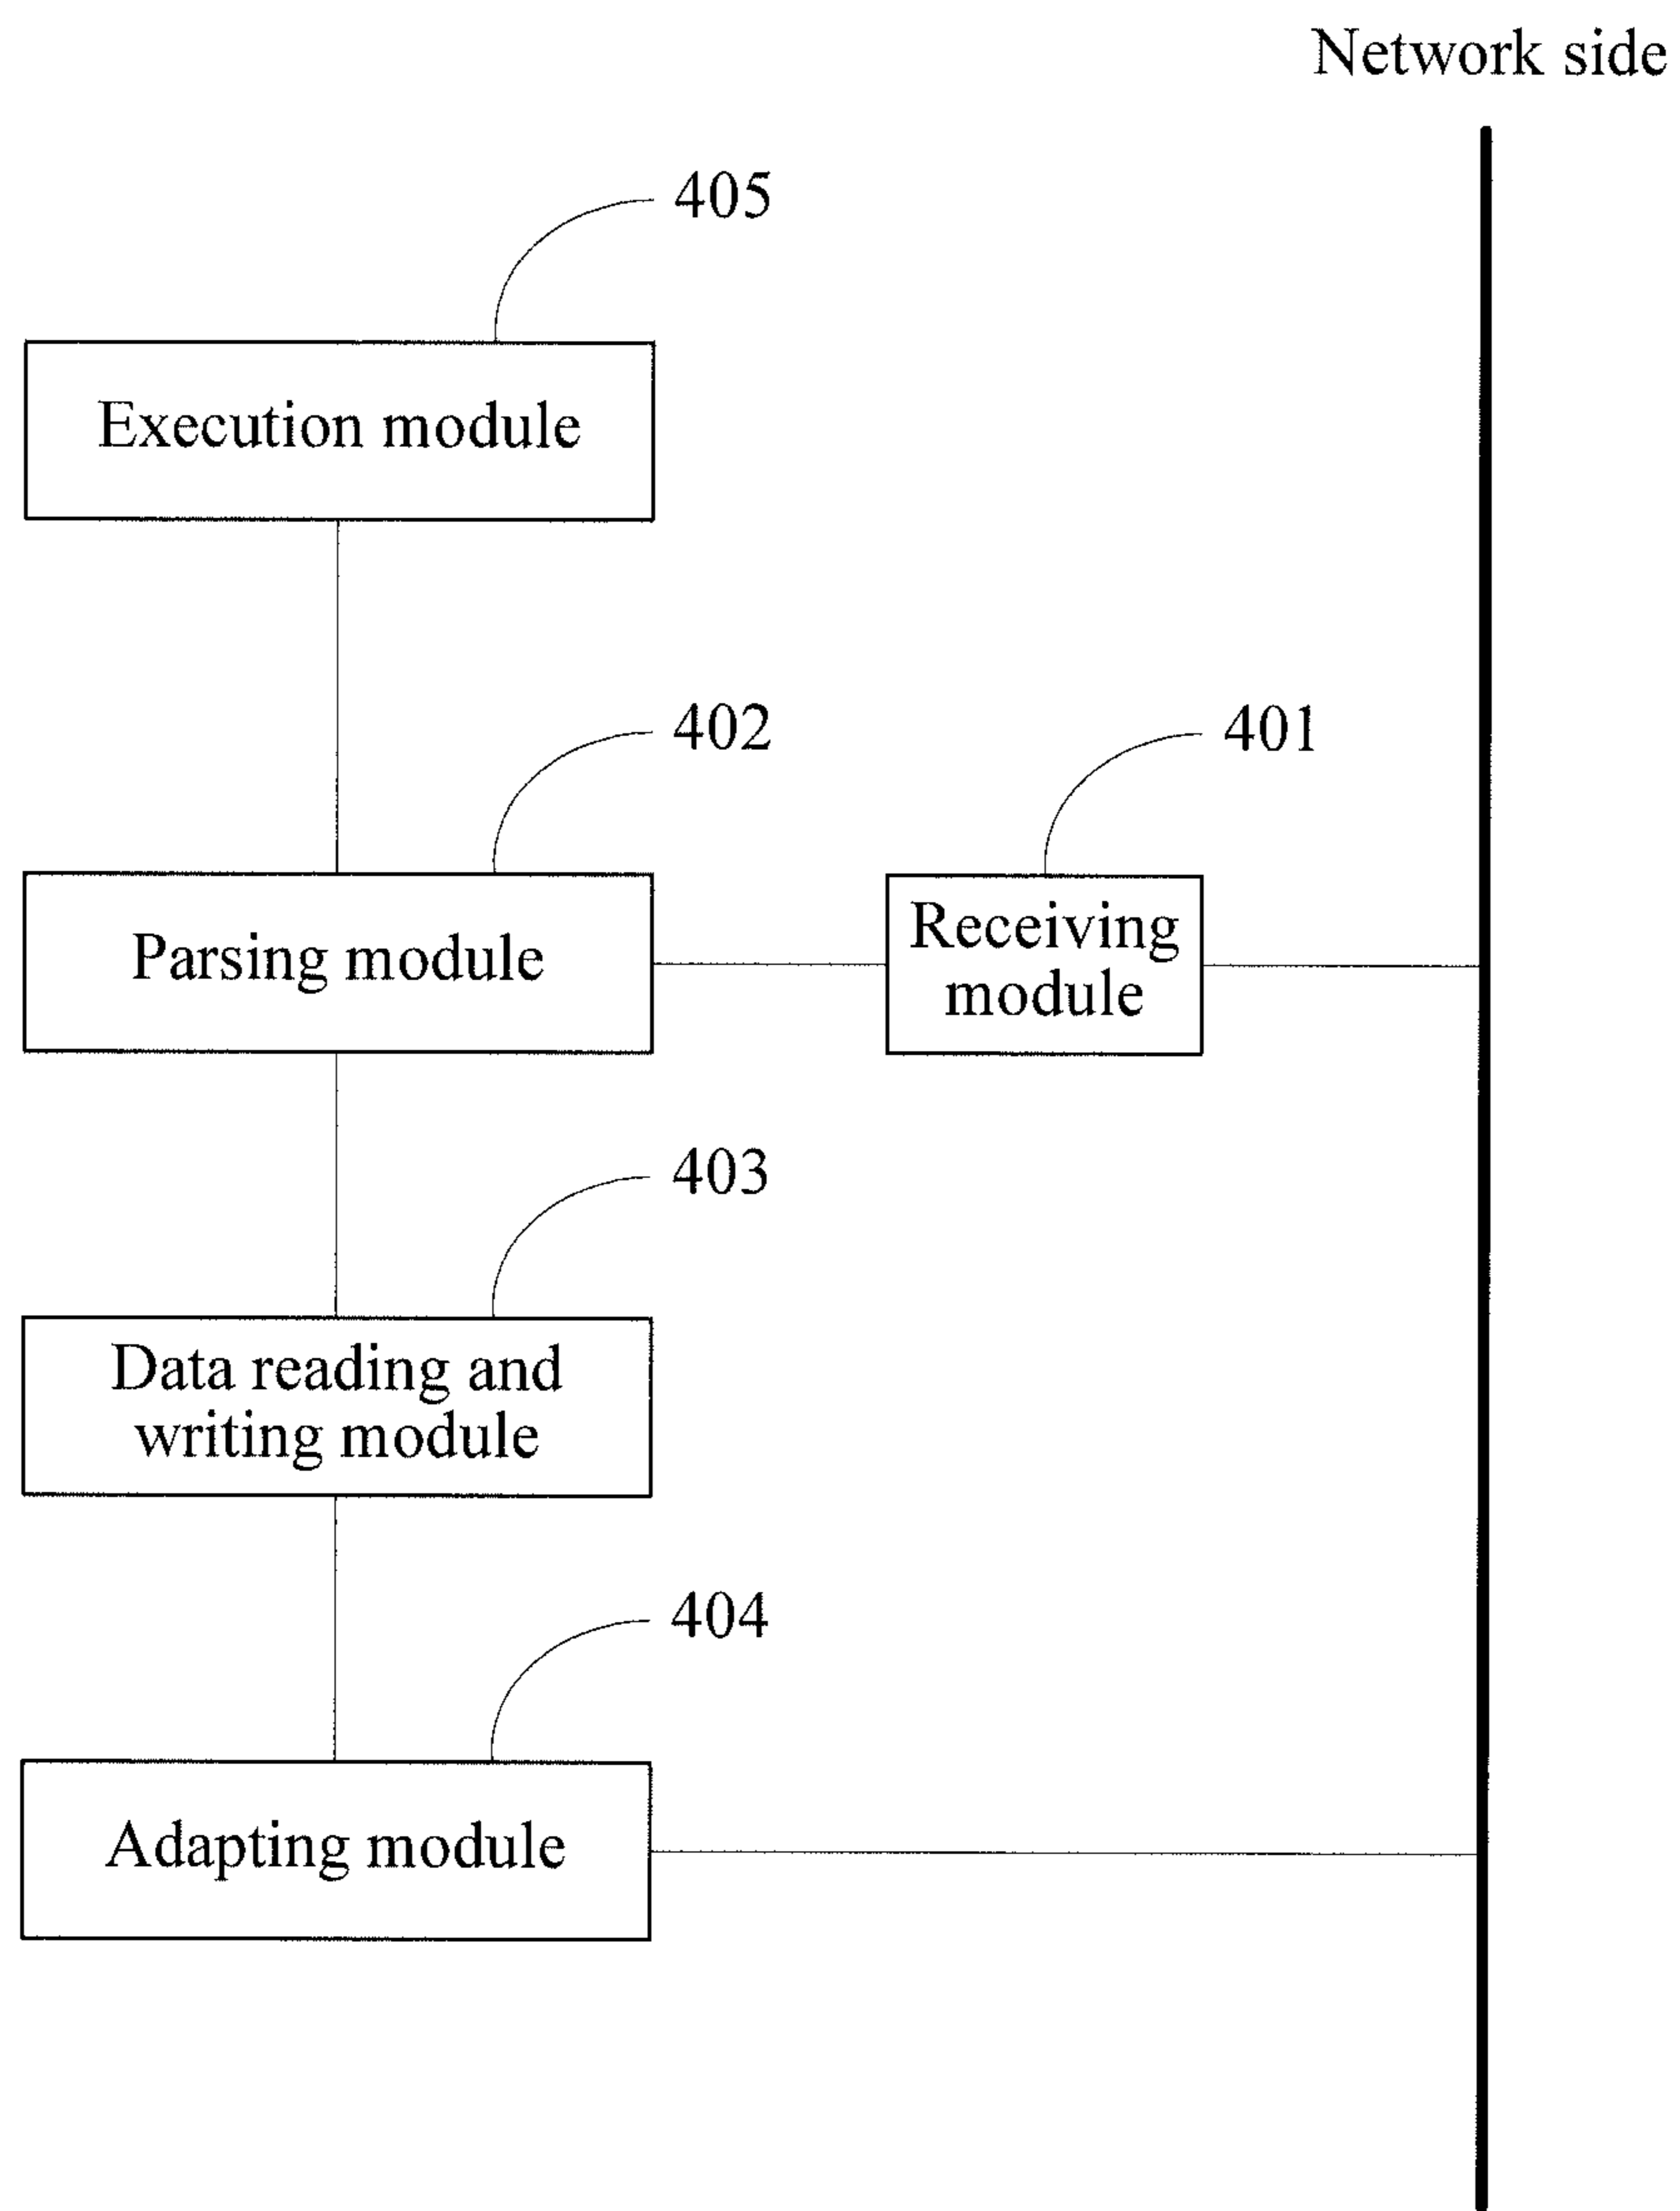 Network side
405
Execution module
402
401
Parsing module
Receiving
module
403
Data reading and
writing module
404
Adapting module